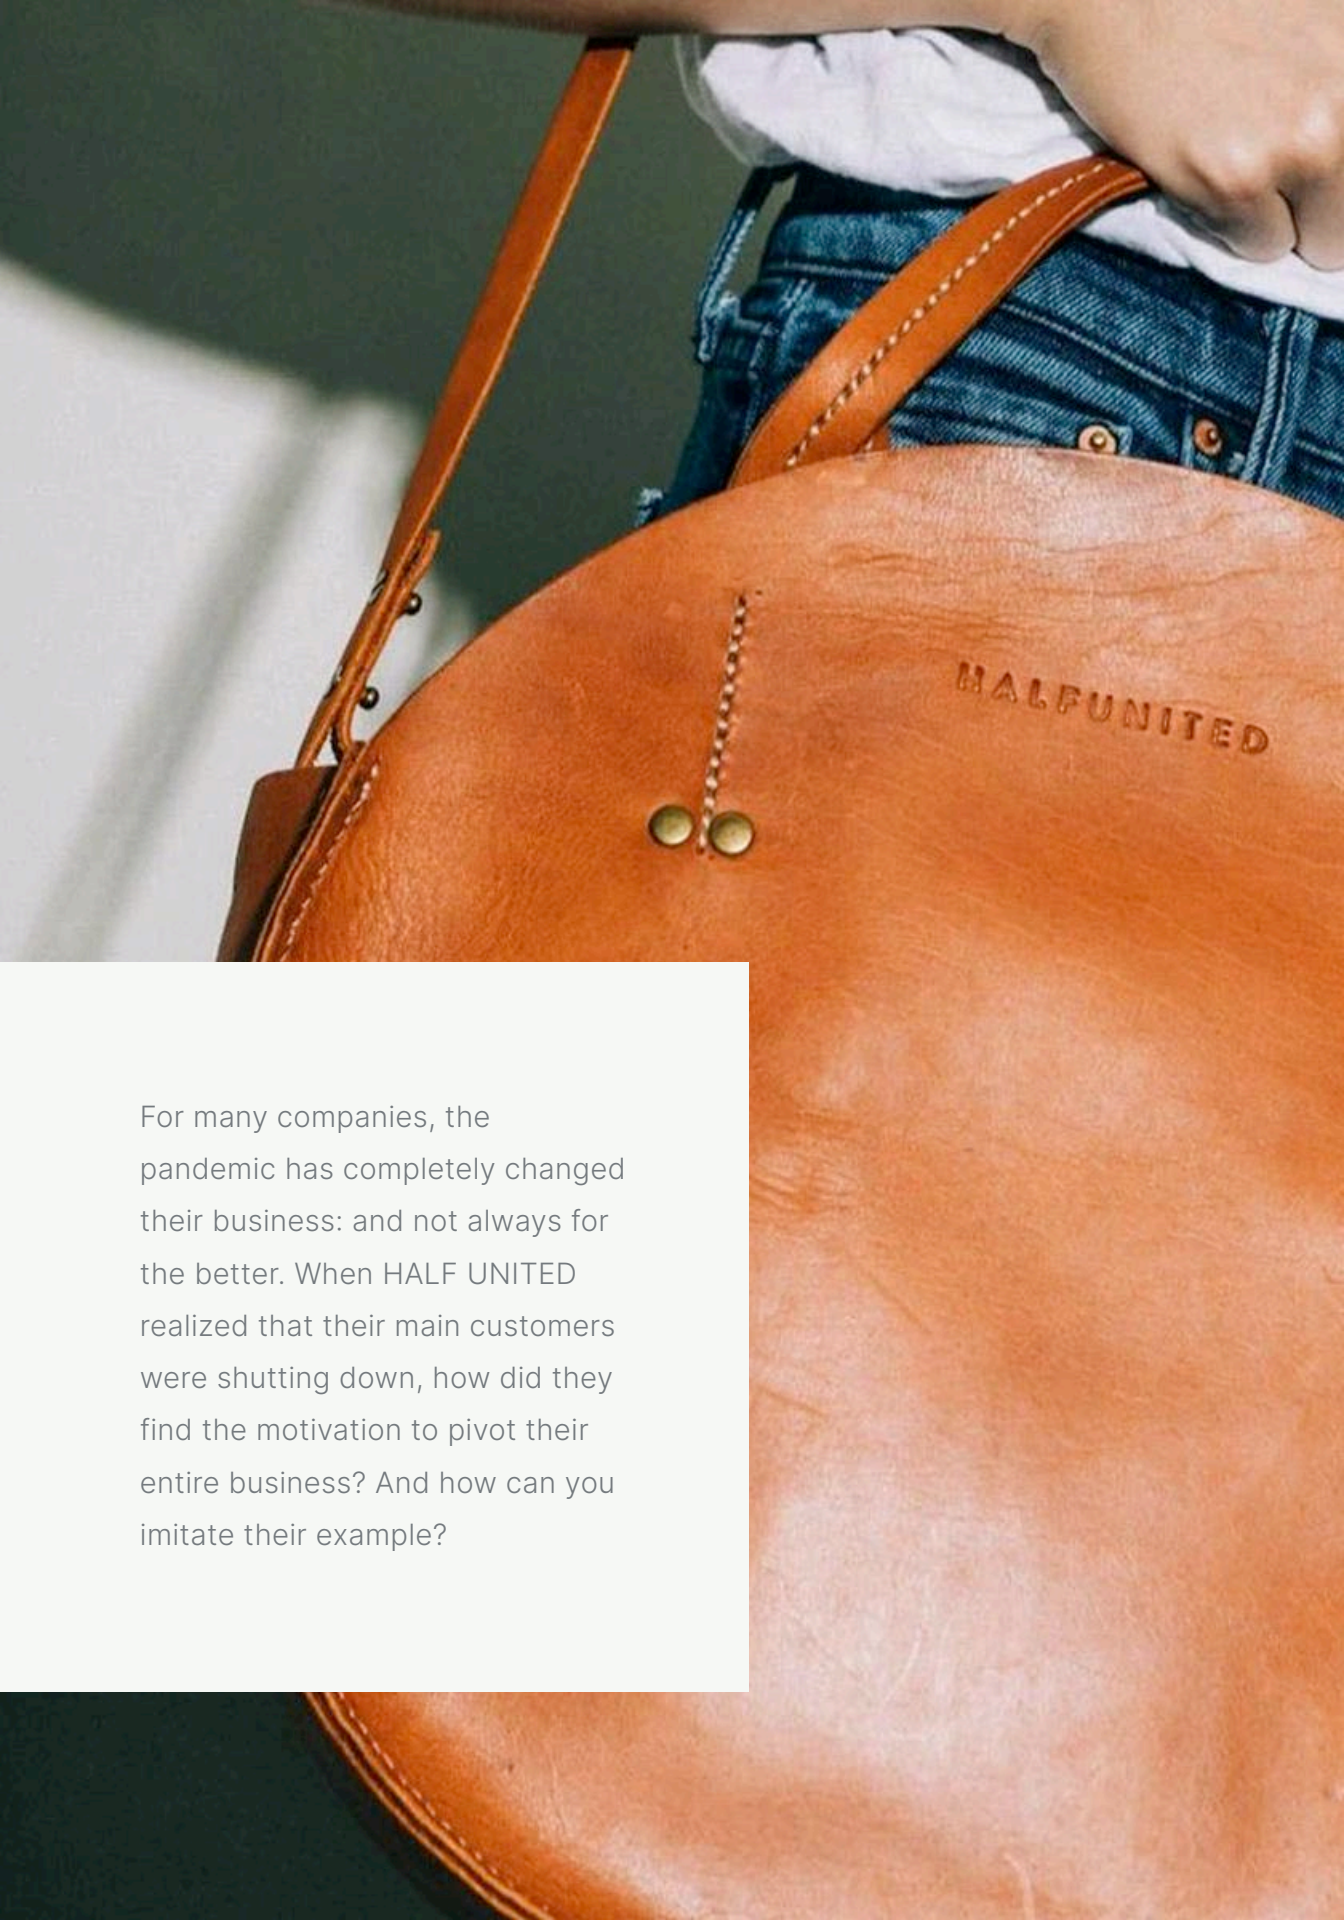 HALFUNITED
For many companies, the
pandemic has completely changed
their business: and not always for
the better. When HALF UNITED
realized that their main customers
were shutting down, how did they
find the motivation to pivot their
entire business? And how can you
imitate their example?